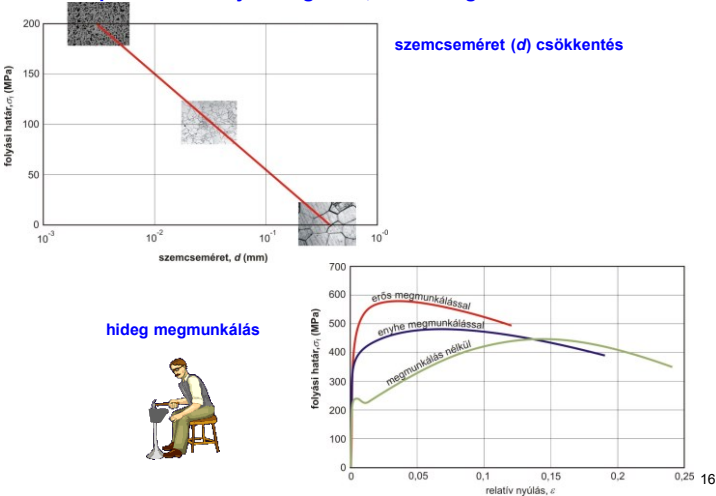 szemcseméret (d) csökkentés
folyási határ,σf (MPa)
200
150
100
50
0
10-3
10-2
10-1
10-0
szemcseméret, d (mm)
hideg megmunkálás
folyási határ,σf (MPa)
700
600
500
400
300
200
100
0
erős megmunkálással
enyhe megmunkálással
megmunkálás nélkül
0
0,05
0,1
0,15
0,2
0,25
relatív nyúlás, ε
16